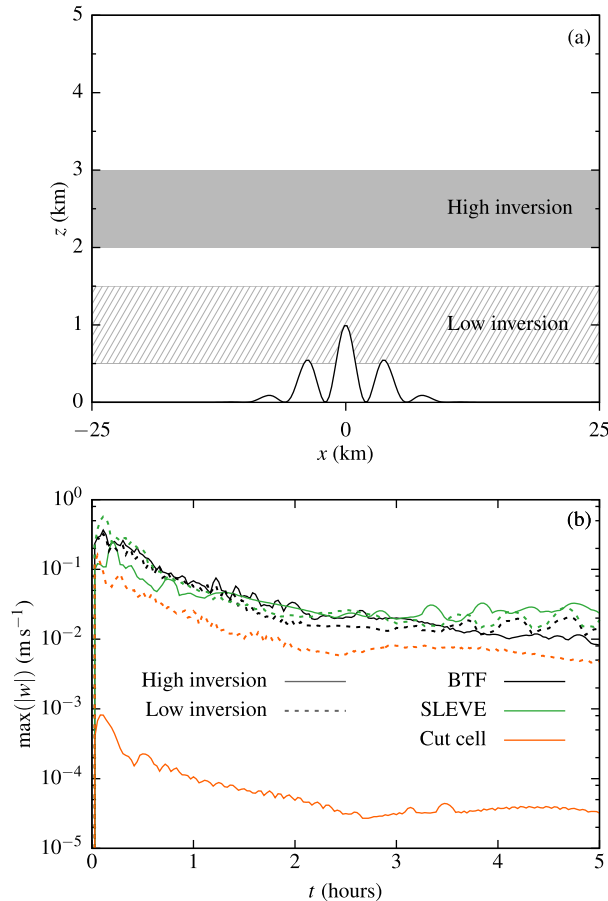 5
(a)
4
3
High inversion
z (km)
2
Low inversion
1
0
−25
0
25
x (km)
10⁰
(b)
10⁻¹
10⁻²
max(|w|) (m s⁻¹)
High inversion
BTF
Low inversion
SLEVE
10⁻³
Cut cell
10⁻⁴
10⁻⁵
0
1
2
3
4
5
t (hours)